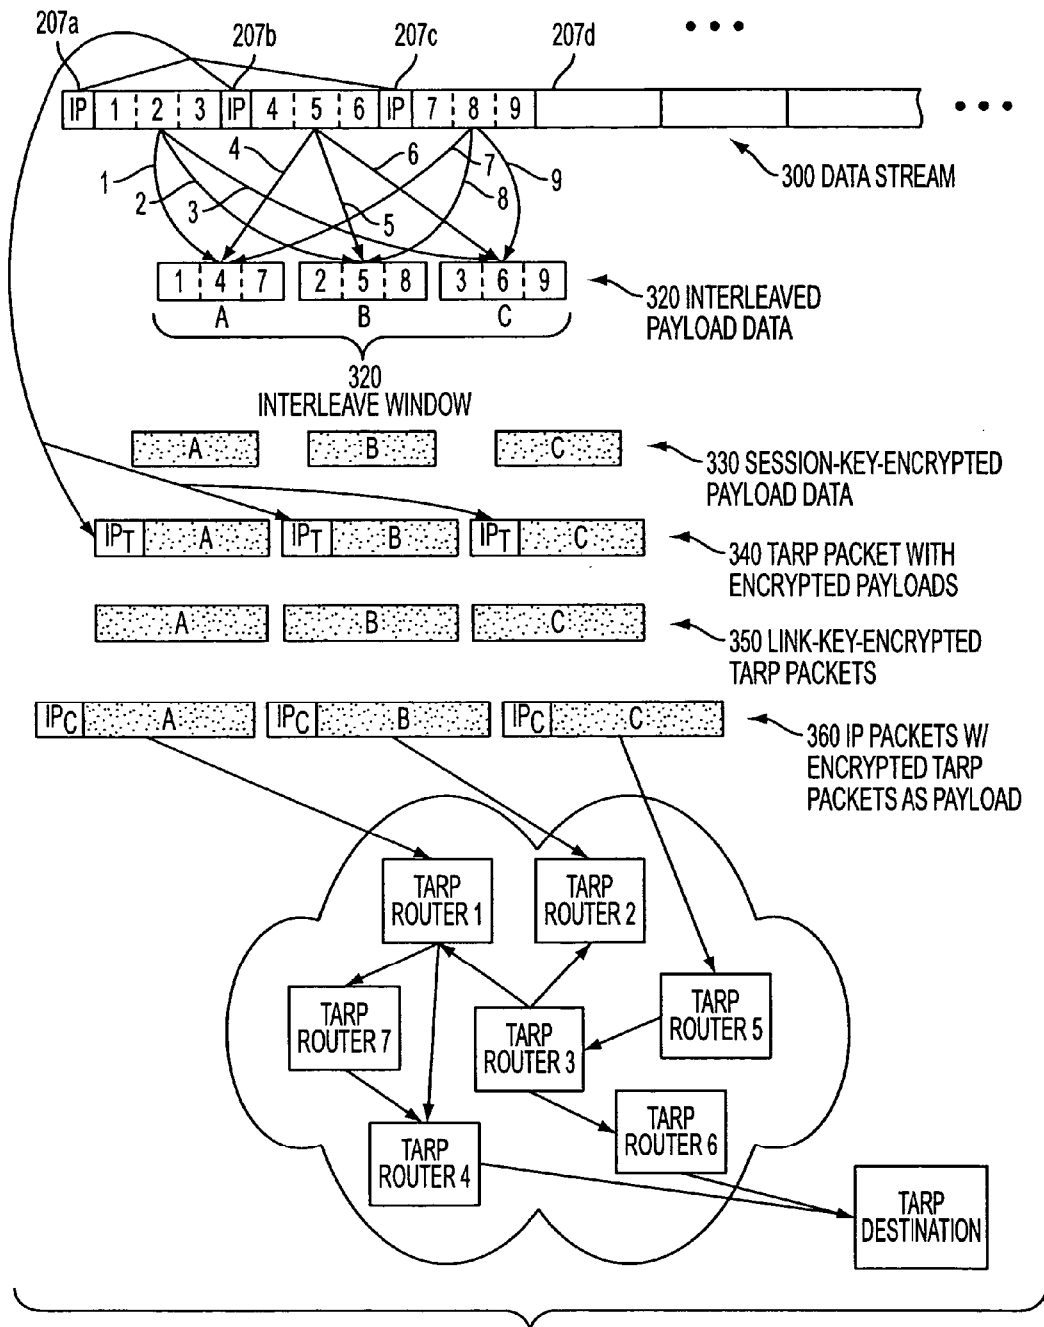 207a
207b
207c
207d
• • •
IP 1 2 3 IP 4 5 6 IP 7 8 9
• • •
1 2 3 4 5 6 7 8 9
300 DATA STREAM
1 4 7 2 5 8 3 6 9
A B C
320 INTERLEAVED
PAYLOAD DATA
320
INTERLEAVE WINDOW
A B C
330 SESSION-KEY-ENCRYPTED
PAYLOAD DATA
IPT A IPT B IPT C
340 TARP PACKET WITH
ENCRYPTED PAYLOADS
A B C
350 LINK-KEY-ENCRYPTED
TARP PACKETS
IPC A IPC B IPC C
360 IP PACKETS W/
ENCRYPTED TARP
PACKETS AS PAYLOAD
TARP
ROUTER 1
TARP
ROUTER 2
TARP
ROUTER 7
TARP
ROUTER 3
TARP
ROUTER 5
TARP
ROUTER 4
TARP
ROUTER 6
TARP
DESTINATION